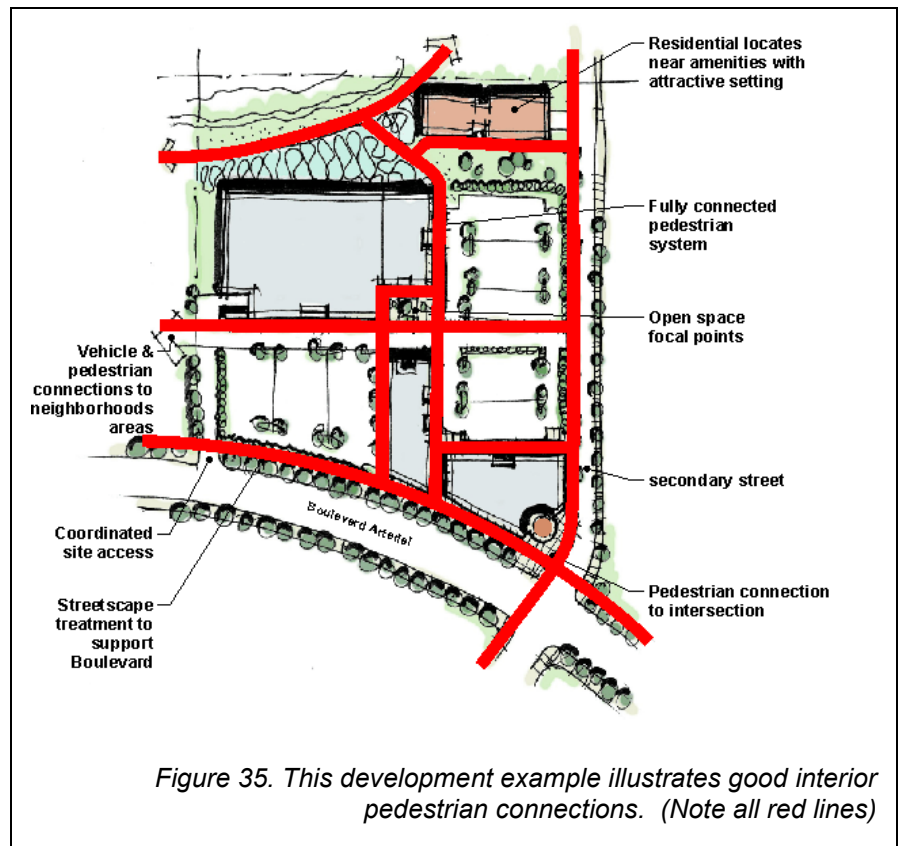 Residential locates
near amenities with
attractive setting
Fully connected
pedestrian
system
Open space
focal points
Vehicle &
pedestrian
connections to
neighborhoods
areas
secondary street
Boulevard Arterial
Coordinated
site access
Pedestrian connection
to intersection
Streetscape
treatment to
support
Boulevard
Figure 35. This development example illustrates good interior
pedestrian connections. (Note all red lines)